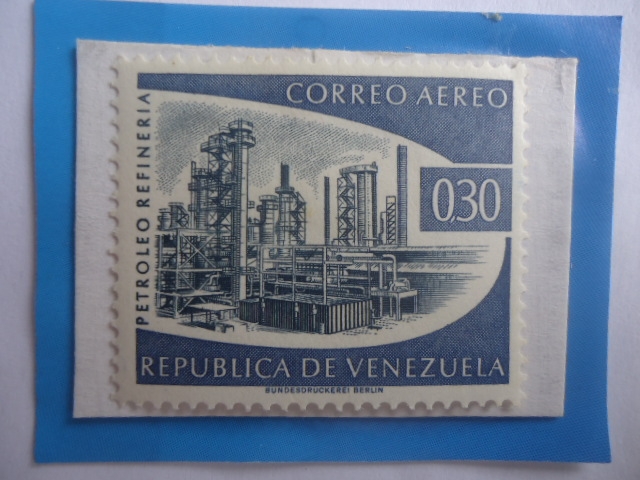 CORREO AEREO
PETROLEO REFINERIA
0,30
REPUBLICA DE VENEZUELA
BUNDESDRUCKEREI BERLIN